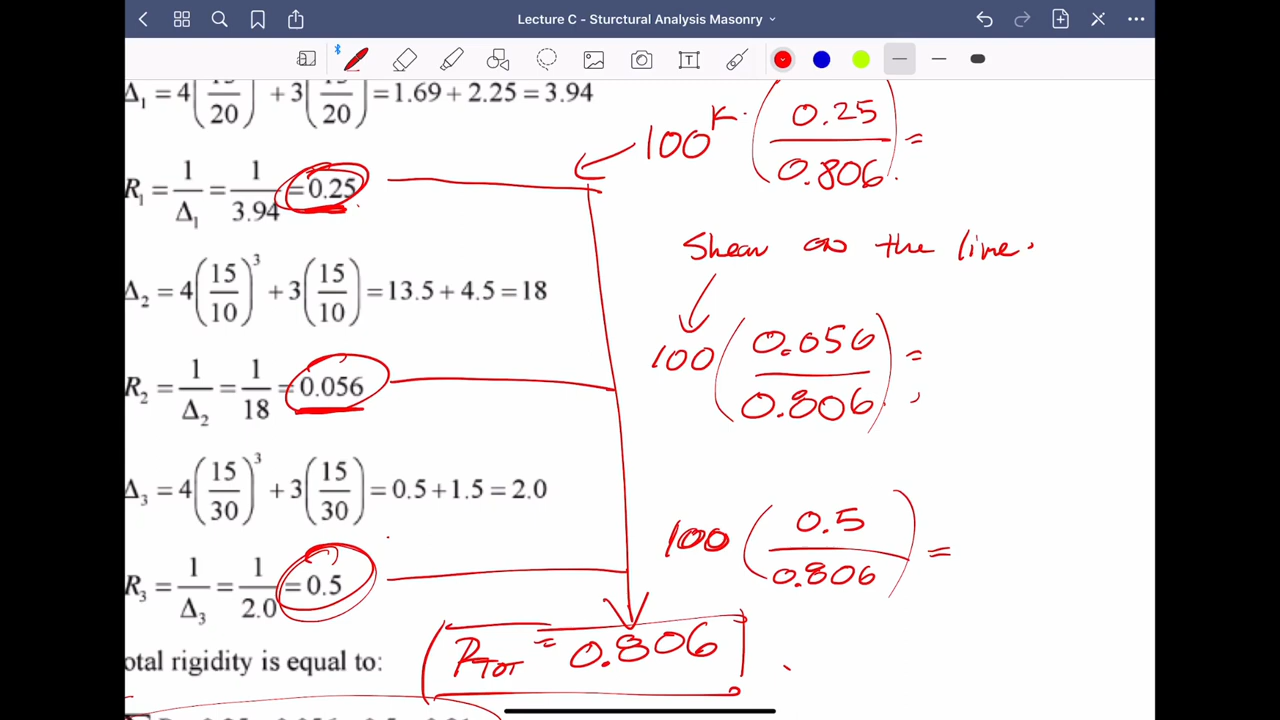 Lecture C - Sturctural Analysis Masonry
Δ₁ = 4(15/20) + 3(15/20) = 1.69 + 2.25 = 3.94
R₁ = 1/Δ₁ = 1/3.94 = 0.25
Δ₂ = 4(15/10)³ + 3(15/10) = 13.5 + 4.5 = 18
R₂ = 1/Δ₂ = 1/18 = 0.056
Δ₃ = 4(15/30)³ + 3(15/30) = 0.5 + 1.5 = 2.0
R₃ = 1/Δ₃ = 1/2.0 = 0.5
otal rigidity is equal to:
100ᴷ· (0.25/0.806) =
Shear on the line.
100 (0.056/0.806) =
100 (0.5/0.806) =
R TOT = 0.806